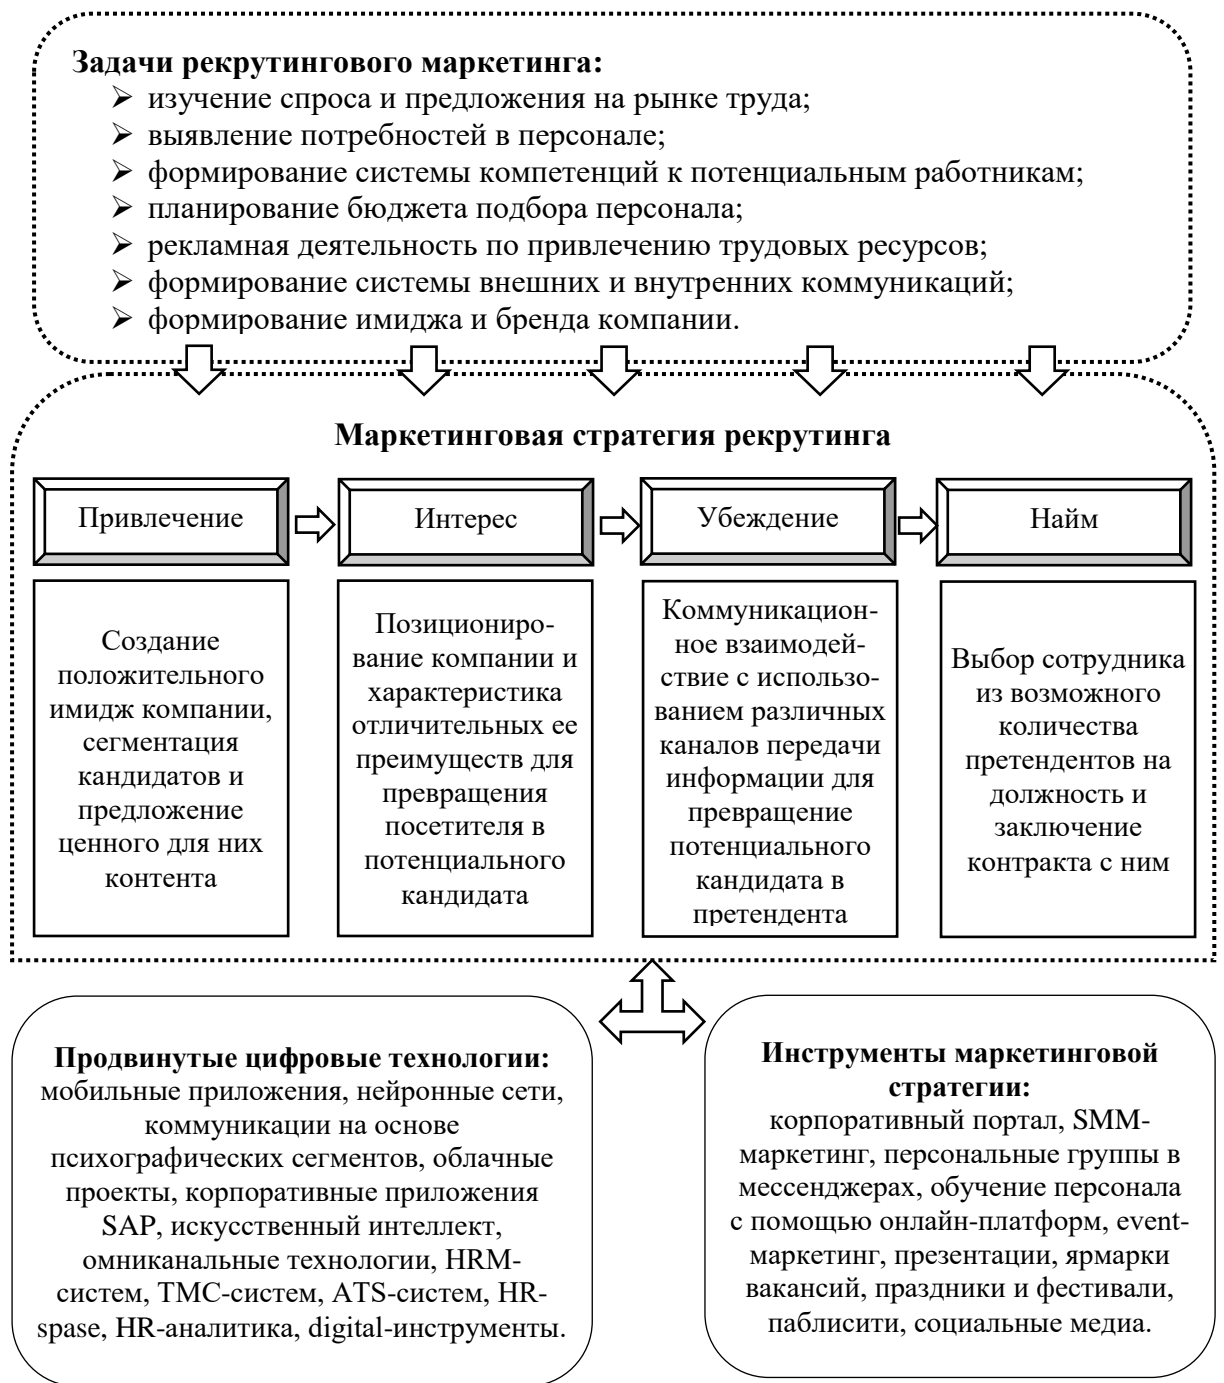 Задачи рекрутингового маркетинга:
➢ изучение спроса и предложения на рынке труда;
➢ выявление потребностей в персонале;
➢ формирование системы компетенций к потенциальным работникам;
➢ планирование бюджета подбора персонала;
➢ рекламная деятельность по привлечению трудовых ресурсов;
➢ формирование системы внешних и внутренних коммуникаций;
➢ формирование имиджа и бренда компании.
Маркетинговая стратегия рекрутинга
Привлечение
Интерес
Убеждение
Найм
Создание
положительного
имидж компании,
сегментация
кандидатов и
предложение
ценного для них
контента
Позициониро-
вание компании и
характеристика
отличительных ее
преимуществ для
превращения
посетителя в
потенциального
кандидата
Коммуникацион-
ное взаимодей-
ствие с использо-
ванием различных
каналов передачи
информации для
превращение
потенциального
кандидата в
претендента
Выбор сотрудника
из возможного
количества
претендентов на
должность и
заключение
контракта с ним
Продвинутые цифровые технологии:
мобильные приложения, нейронные сети,
коммуникации на основе
психографических сегментов, облачные
проекты, корпоративные приложения
SAP, искусственный интеллект,
омниканальные технологии, HRM-
систем, ТМС-систем, ATS-систем, HR-
spase, HR-аналитика, digital-инструменты.
Инструменты маркетинговой
стратегии:
корпоративный портал, SMM-
маркетинг, персональные группы в
мессенджерах, обучение персонала
с помощью онлайн-платформ, event-
маркетинг, презентации, ярмарки
вакансий, праздники и фестивали,
паблисити, социальные медиа.